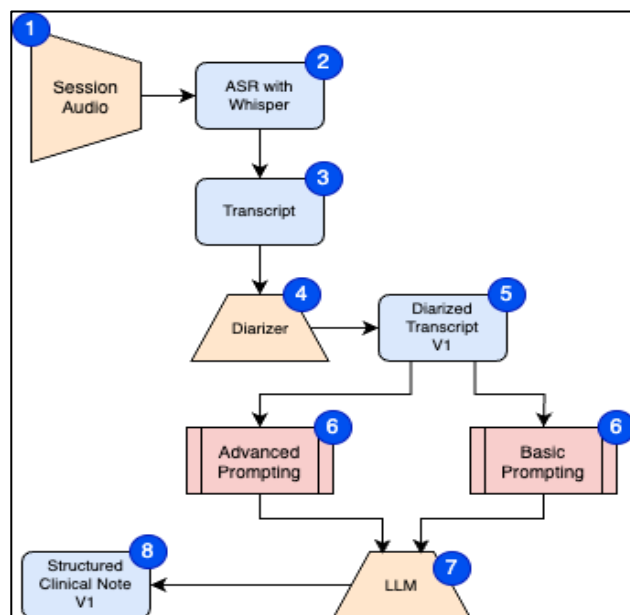 1
Session
Audio
2
ASR with
Whisper
3
Transcript
4
Diarizer
5
Diarized
Transcript
V1
6
Advanced
Prompting
6
Basic
Prompting
7
LLM
8
Structured
Clinical Note
V1